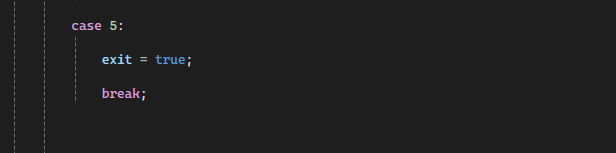 case 5:
exit = true;
break;